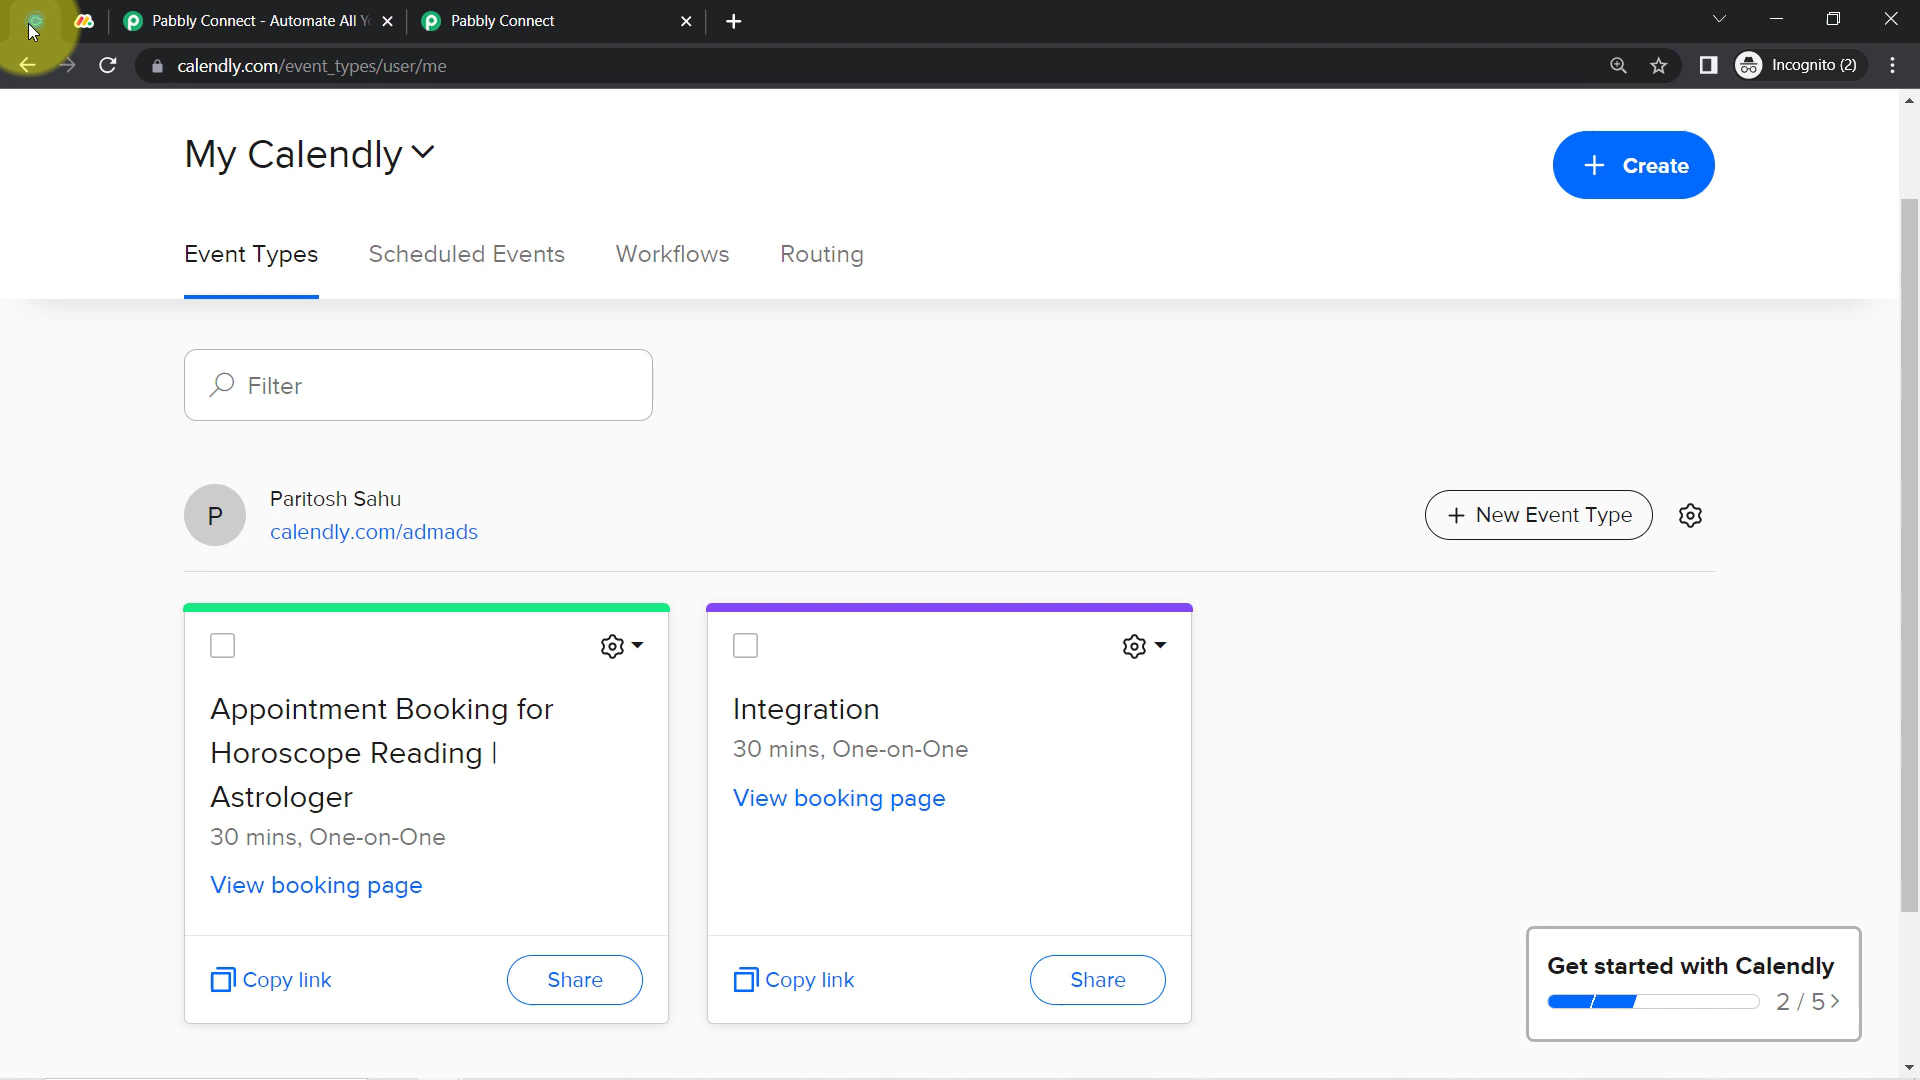 Pabbly Connect - Automate All Y
Pabbly Connect
calendly.com/event_types/user/me
Incognito (2)
My Calendly
+ Create
Event Types
Scheduled Events
Workflows
Routing
Filter
P
Paritosh Sahu
calendly.com/admads
+ New Event Type
Appointment Booking for
Horoscope Reading |
Astrologer
30 mins, One-on-One
View booking page
Copy link
Share
Integration
30 mins, One-on-One
View booking page
Copy link
Share
Get started with Calendly
2 / 5